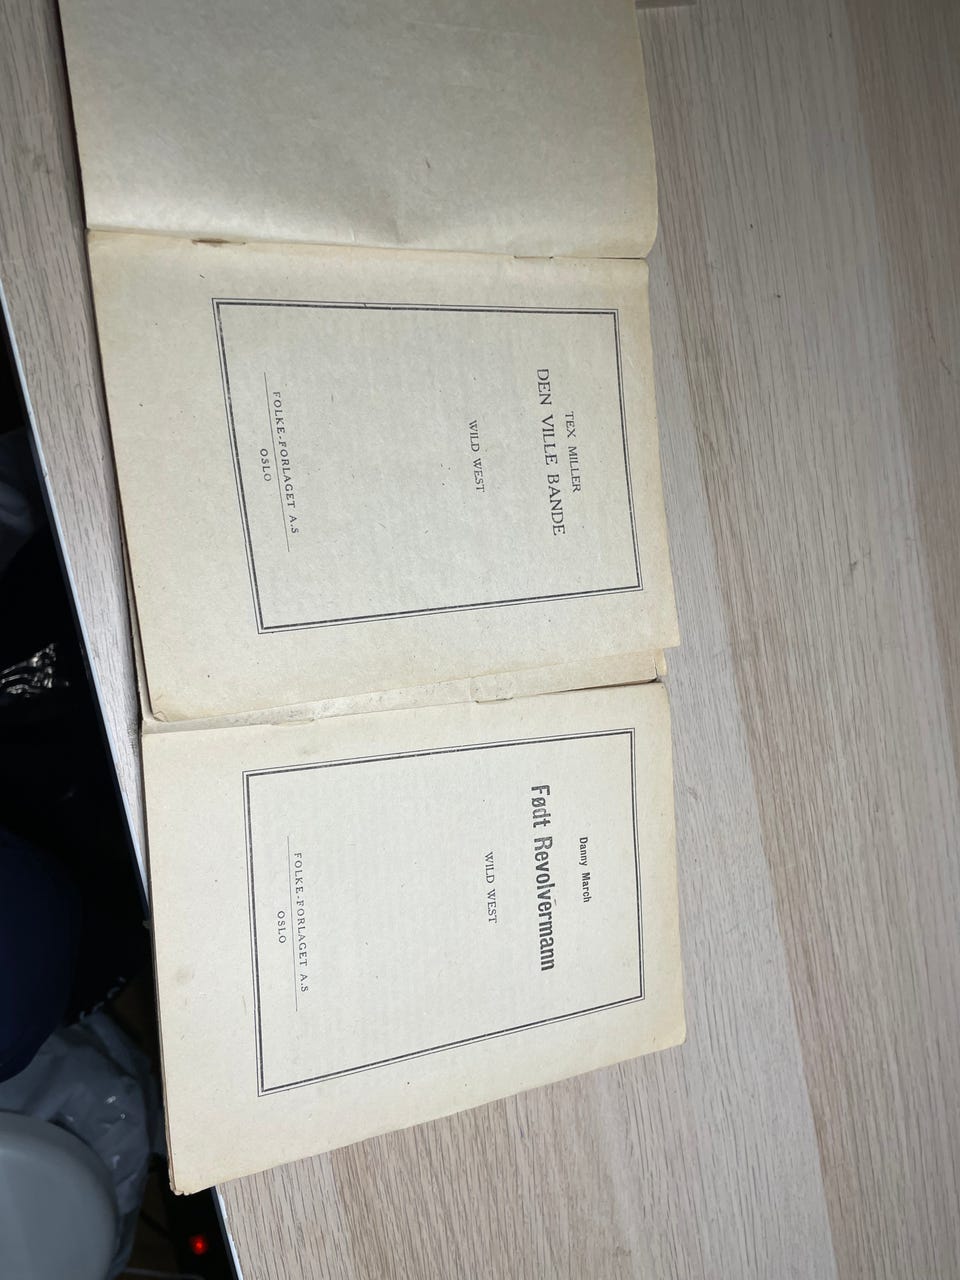 TEX MILLER
DEN VILLE BANDE
WILD WEST
FOLKE-FORLAGET A.S
OSLO
Danny March
Født Revolvermann
WILD WEST
FOLKE-FORLAGET A.S
OSLO